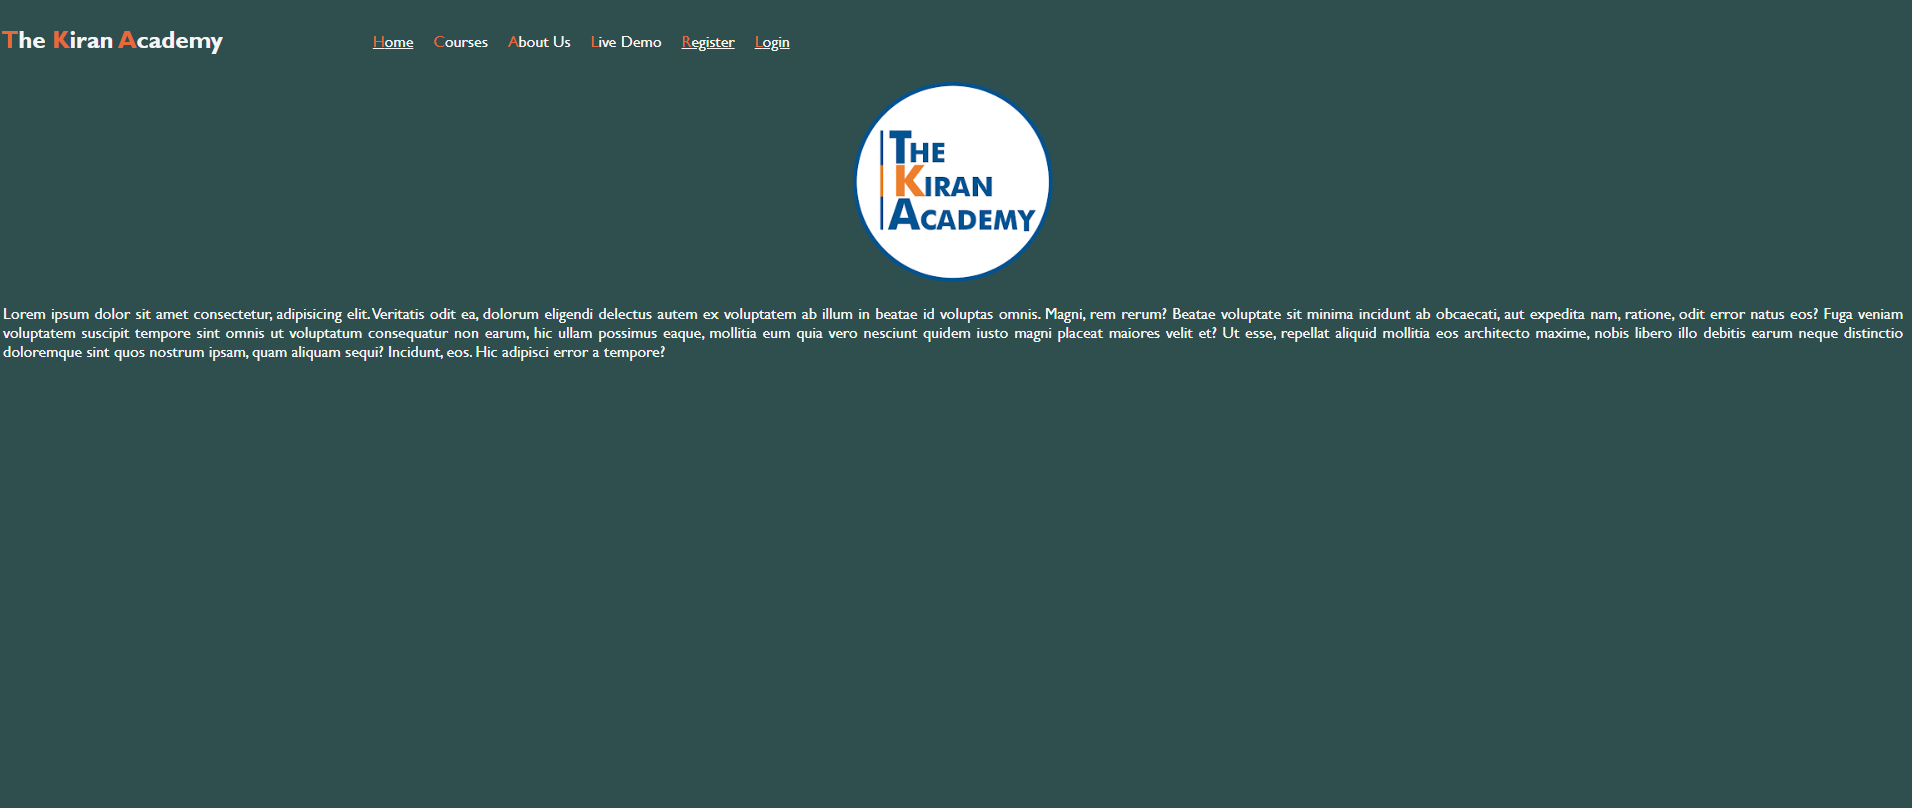 The Kiran Academy Home Courses About Us Live Demo Register Login
THE
KIRAN
ACADEMY
Lorem ipsum dolor sit amet consectetur, adipisicing elit. Veritatis odit ea, dolorum eligendi delectus autem ex voluptatem ab illum in beatae id voluptas omnis. Magni, rem rerum? Beatae voluptate sit minima incidunt ab obcaecati, aut expedita nam, ratione, odit error natus eos? Fuga veniam
voluptatem suscipit tempore sint omnis ut voluptatum consequatur non earum, hic ullam possimus eaque, mollitia eum quia vero nesciunt quidem iusto magni placeat maiores velit et? Ut esse, repellat aliquid mollitia eos architecto maxime, nobis libero illo debitis earum neque distinctio
doloremque sint quos nostrum ipsam, quam aliquam sequi? Incidunt, eos. Hic adipisci error a tempore?